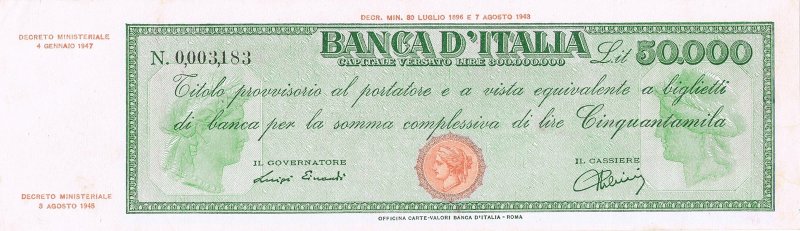 DECR. MIN. 30 LUGLIO 1896 E 7 AGOSTO 1943
DECRETO MINISTERIALE
4 GENNAIO 1947
BANCA D'ITALIA
CAPITALE VERSATO LIRE 300.000.000
Lit 50.000
N. 0,003,183
Titolo provvisorio al portatore e a vista equivalente a biglietti
di banca per la somma complessiva di lire Cinquantamila
IL GOVERNATORE
IL CASSIERE
Luigi Einaudi
DECRETO MINISTERIALE
3 AGOSTO 1945
OFFICINA CARTE-VALORI BANCA D'ITALIA - ROMA